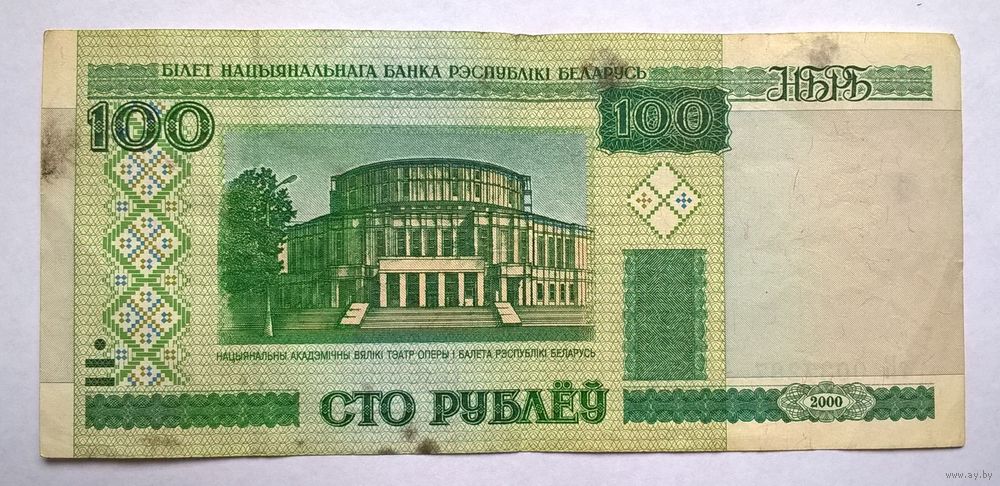 БІЛЕТ НАЦЫЯНАЛЬНАГА БАНКА РЭСПУБЛІКІ БЕЛАРУСЬ
НБРБ
100
100
НАЦЫЯНАЛЬНЫ АКАДЭМІЧНЫ ВЯЛІКІ ТЭАТР ОПЕРЫ І БАЛЕТА РЭСПУБЛІКІ БЕЛАРУСЬ
СТО РУБЛЁЎ
2000
www.ay.by